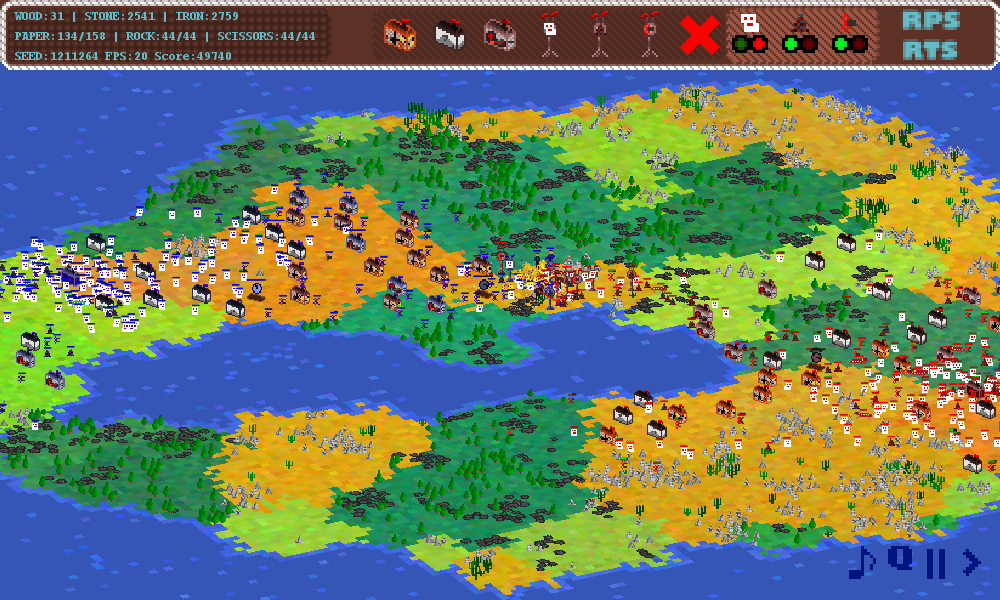 WOOD:31 | STONE:2541 | IRON:2759
PAPER:134/158 | ROCK:44/44 | SCISSORS:44/44
SEED:1211264 FPS:20 Score:49740
RPS
RTS